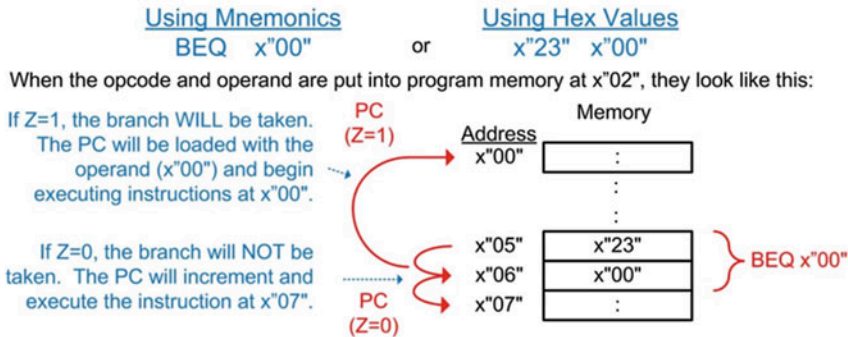 Using Mnemonics Using Hex Values
BEQ x"00" or x"23" x"00"
When the opcode and operand are put into program memory at x"02", they look like this:
If Z=1, the branch WILL be taken.
The PC will be loaded with the
operand (x"00") and begin
executing instructions at x"00".
If Z=0, the branch will NOT be
taken. The PC will increment and
execute the instruction at x"07".
PC
(Z=1)
PC
(Z=0)
Memory
Address
x"00" :
:
:
x"05" x"23"
x"06" x"00"
x"07" :
BEQ x"00"